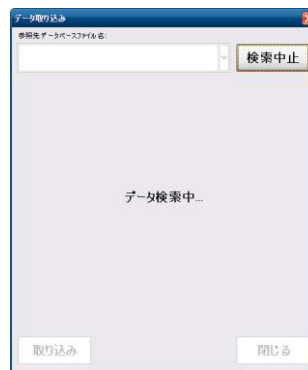 データ取り込み
参照先データベースファイル名:
検索中止
データ検索中...
取り込み
閉じる